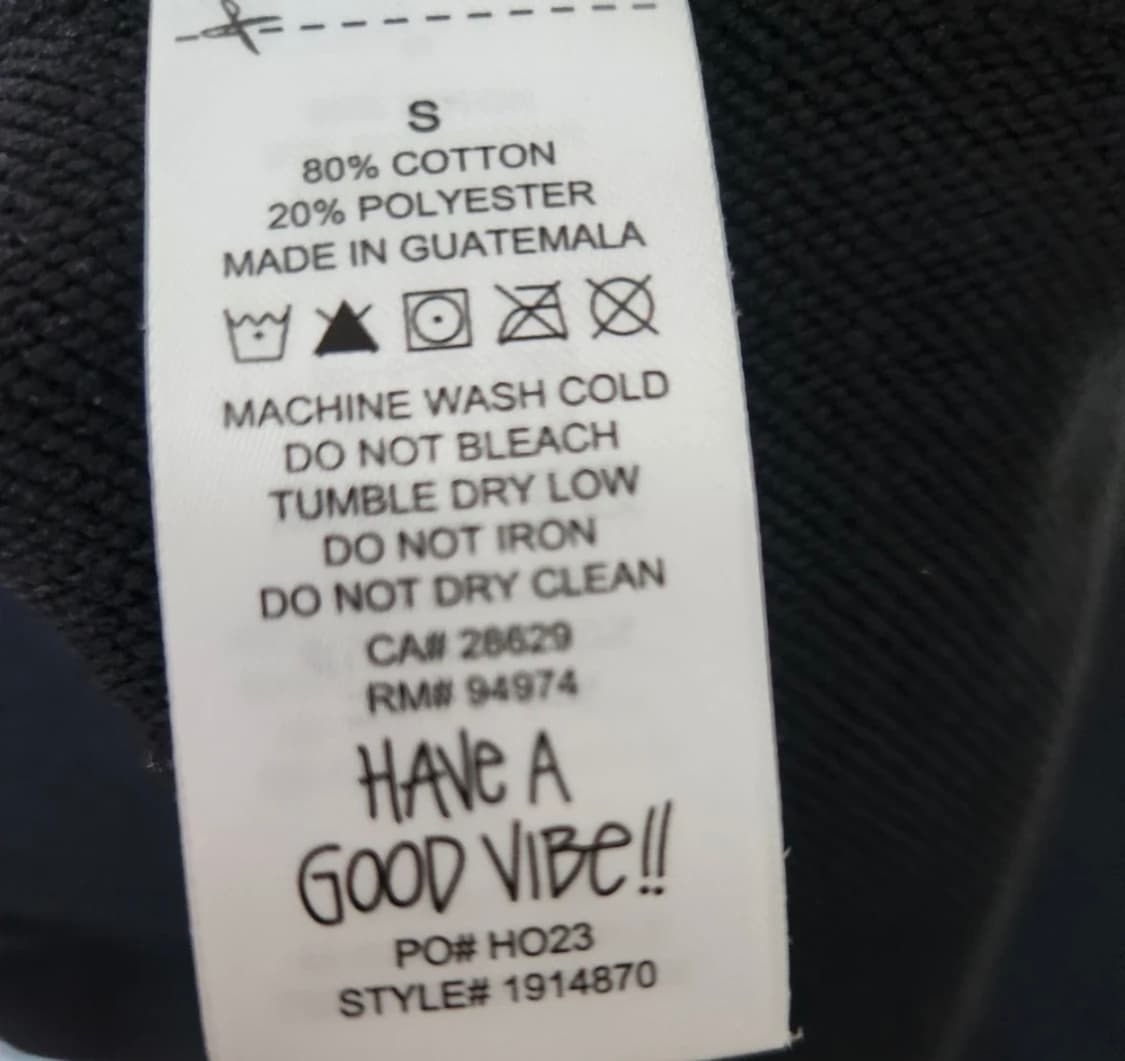 S
80% COTTON
20% POLYESTER
MADE IN GUATEMALA
MACHINE WASH COLD
DO NOT BLEACH
TUMBLE DRY LOW
DO NOT IRON
DO NOT DRY CLEAN
CA# 28629
RM# 94974
HAVe A
GOOD VIBe!!
PO# HO23
STYLE# 1914870